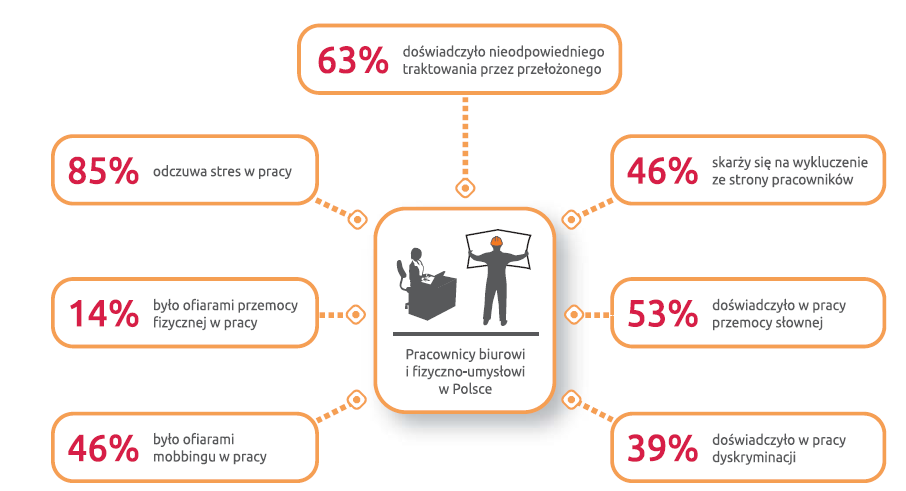 63%
doświadczyło nieodpowiedniego
traktowania przez przełożonego
85%
odczuwa stres w pracy
46%
skarży się na wykluczenie
ze strony pracowników
14%
było ofiarami przemocy
fizycznej w pracy
53%
doświadczyło w pracy
przemocy słownej
Pracownicy biurowi
i fizyczno-umysłowi
w Polsce
46%
było ofiarami
mobbingu w pracy
39%
doświadczyło w pracy
dyskryminacji